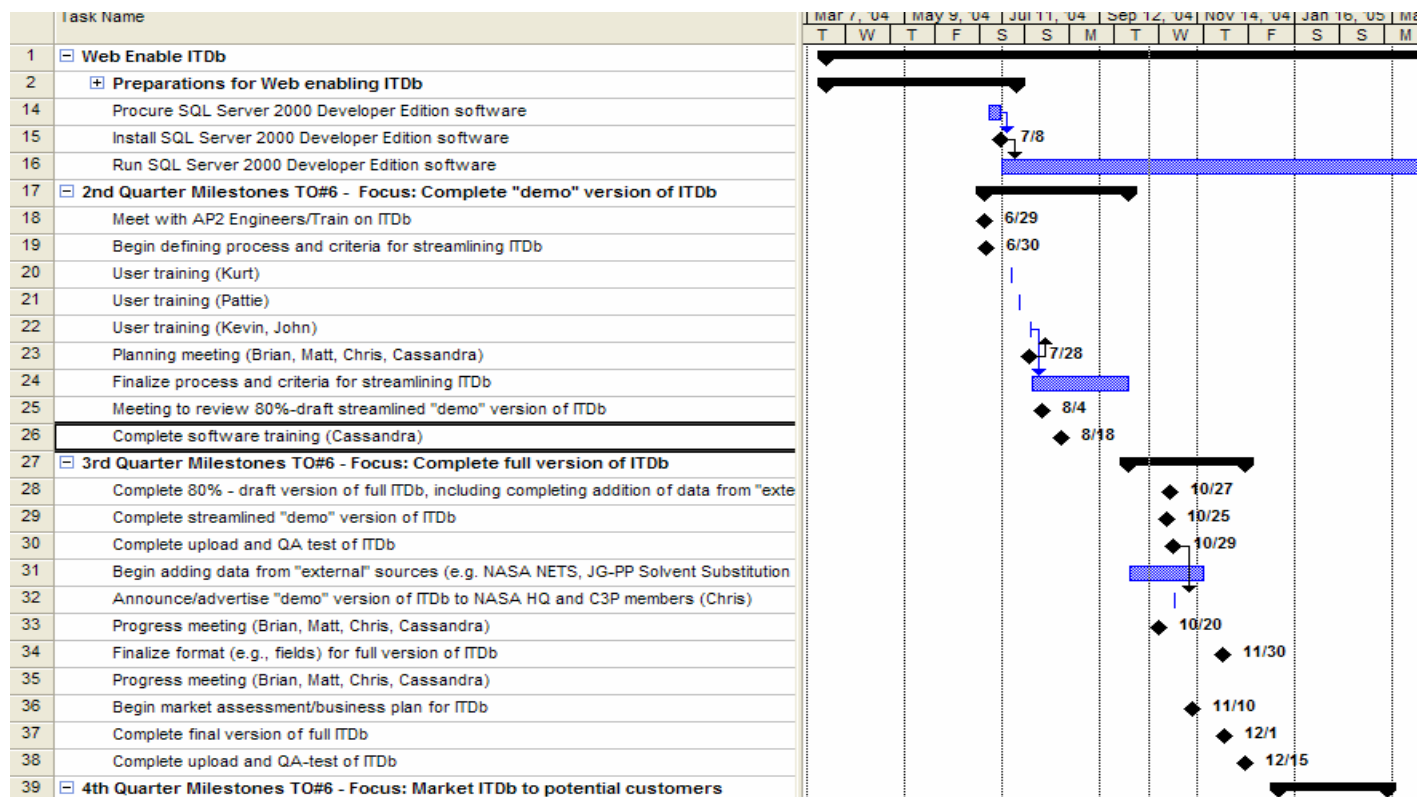 Task Name Mar 7, '04 May 9, '04 Jul 11, '04 Sep 12, '04 Nov 14, '04 Jan 16, '05
T W T F S S M T W T F S S M
1 Web Enable ITDb
2 Preparations for Web enabling ITDb
14 Procure SQL Server 2000 Developer Edition software
15 Install SQL Server 2000 Developer Edition software 7/8
16 Run SQL Server 2000 Developer Edition software
17 2nd Quarter Milestones TO#6 - Focus: Complete "demo" version of ITDb
18 Meet with AP2 Engineers/Train on ITDb 6/29
19 Begin defining process and criteria for streamlining ITDb 6/30
20 User training (Kurt)
21 User training (Pattie)
22 User training (Kevin, John)
23 Planning meeting (Brian, Matt, Chris, Cassandra) 7/28
24 Finalize process and criteria for streamlining ITDb
25 Meeting to review 80%-draft streamlined "demo" version of ITDb 8/4
26 Complete software training (Cassandra) 8/18
27 3rd Quarter Milestones TO#6 - Focus: Complete full version of ITDb
28 Complete 80% - draft version of full ITDb, including completing addition of data from "exte 10/27
29 Complete streamlined "demo" version of ITDb 10/25
30 Complete upload and QA test of ITDb 10/29
31 Begin adding data from "external" sources (e.g. NASA NETS, JG-PP Solvent Substitution
32 Announce/advertise "demo" version of ITDb to NASA HQ and C3P members (Chris)
33 Progress meeting (Brian, Matt, Chris, Cassandra) 10/20
34 Finalize format (e.g., fields) for full version of ITDb 11/30
35 Progress meeting (Brian, Matt, Chris, Cassandra)
36 Begin market assessment/business plan for ITDb 11/10
37 Complete final version of full ITDb 12/1
38 Complete upload and QA-test of ITDb 12/15
39 4th Quarter Milestones TO#6 - Focus: Market ITDb to potential customers